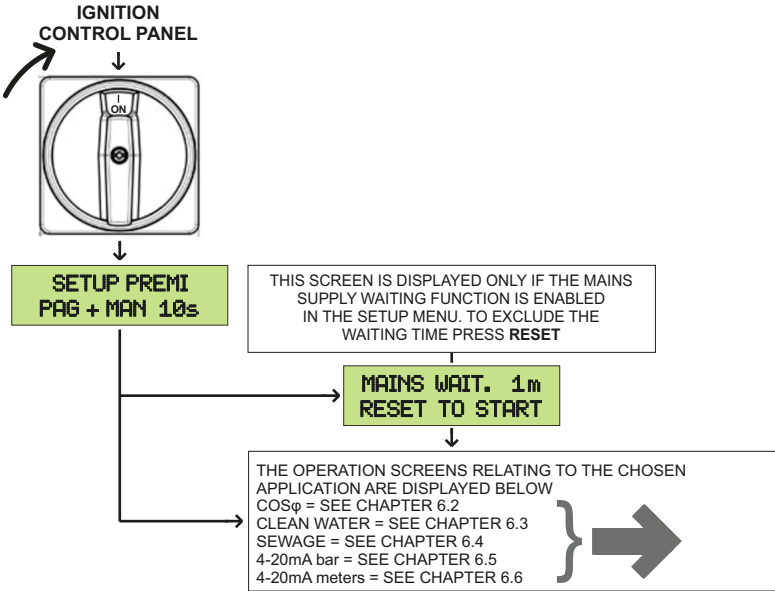 IGNITION
CONTROL PANEL
I
ON
SETUP PREMI
PAG + MAN 10s
THIS SCREEN IS DISPLAYED ONLY IF THE MAINS
SUPPLY WAITING FUNCTION IS ENABLED
IN THE SETUP MENU. TO EXCLUDE THE
WAITING TIME PRESS RESET
MAINS WAIT. 1m
RESET TO START
THE OPERATION SCREENS RELATING TO THE CHOSEN
APPLICATION ARE DISPLAYED BELOW
COSφ = SEE CHAPTER 6.2
CLEAN WATER = SEE CHAPTER 6.3
SEWAGE = SEE CHAPTER 6.4
4-20mA bar = SEE CHAPTER 6.5
4-20mA meters = SEE CHAPTER 6.6